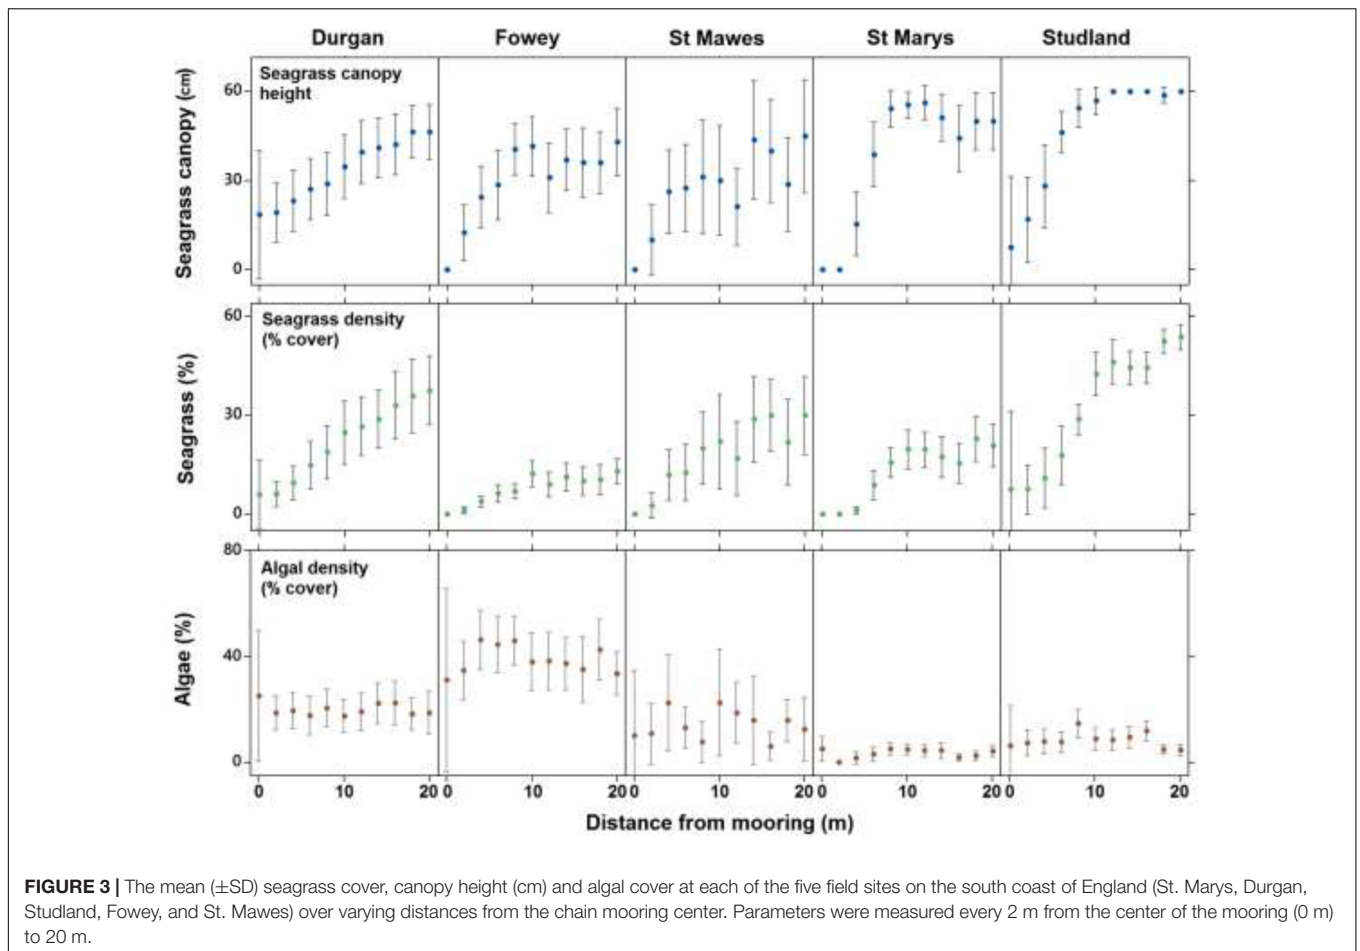 Durgan Fowey St Mawes St Marys Studland
Seagrass canopy
height
Seagrass canopy (cm)
60
30
0
Seagrass density
(% cover)
Seagrass (%)
60
30
0
Algal density
(% cover)
Algae (%)
80
40
0
0 10 20 0 10 20 0 10 20 0 10 20 0 10 20
Distance from mooring (m)
FIGURE 3 | The mean (±SD) seagrass cover, canopy height (cm) and algal cover at each of the five field sites on the south coast of England (St. Marys, Durgan,
Studland, Fowey, and St. Mawes) over varying distances from the chain mooring center. Parameters were measured every 2 m from the center of the mooring (0 m)
to 20 m.